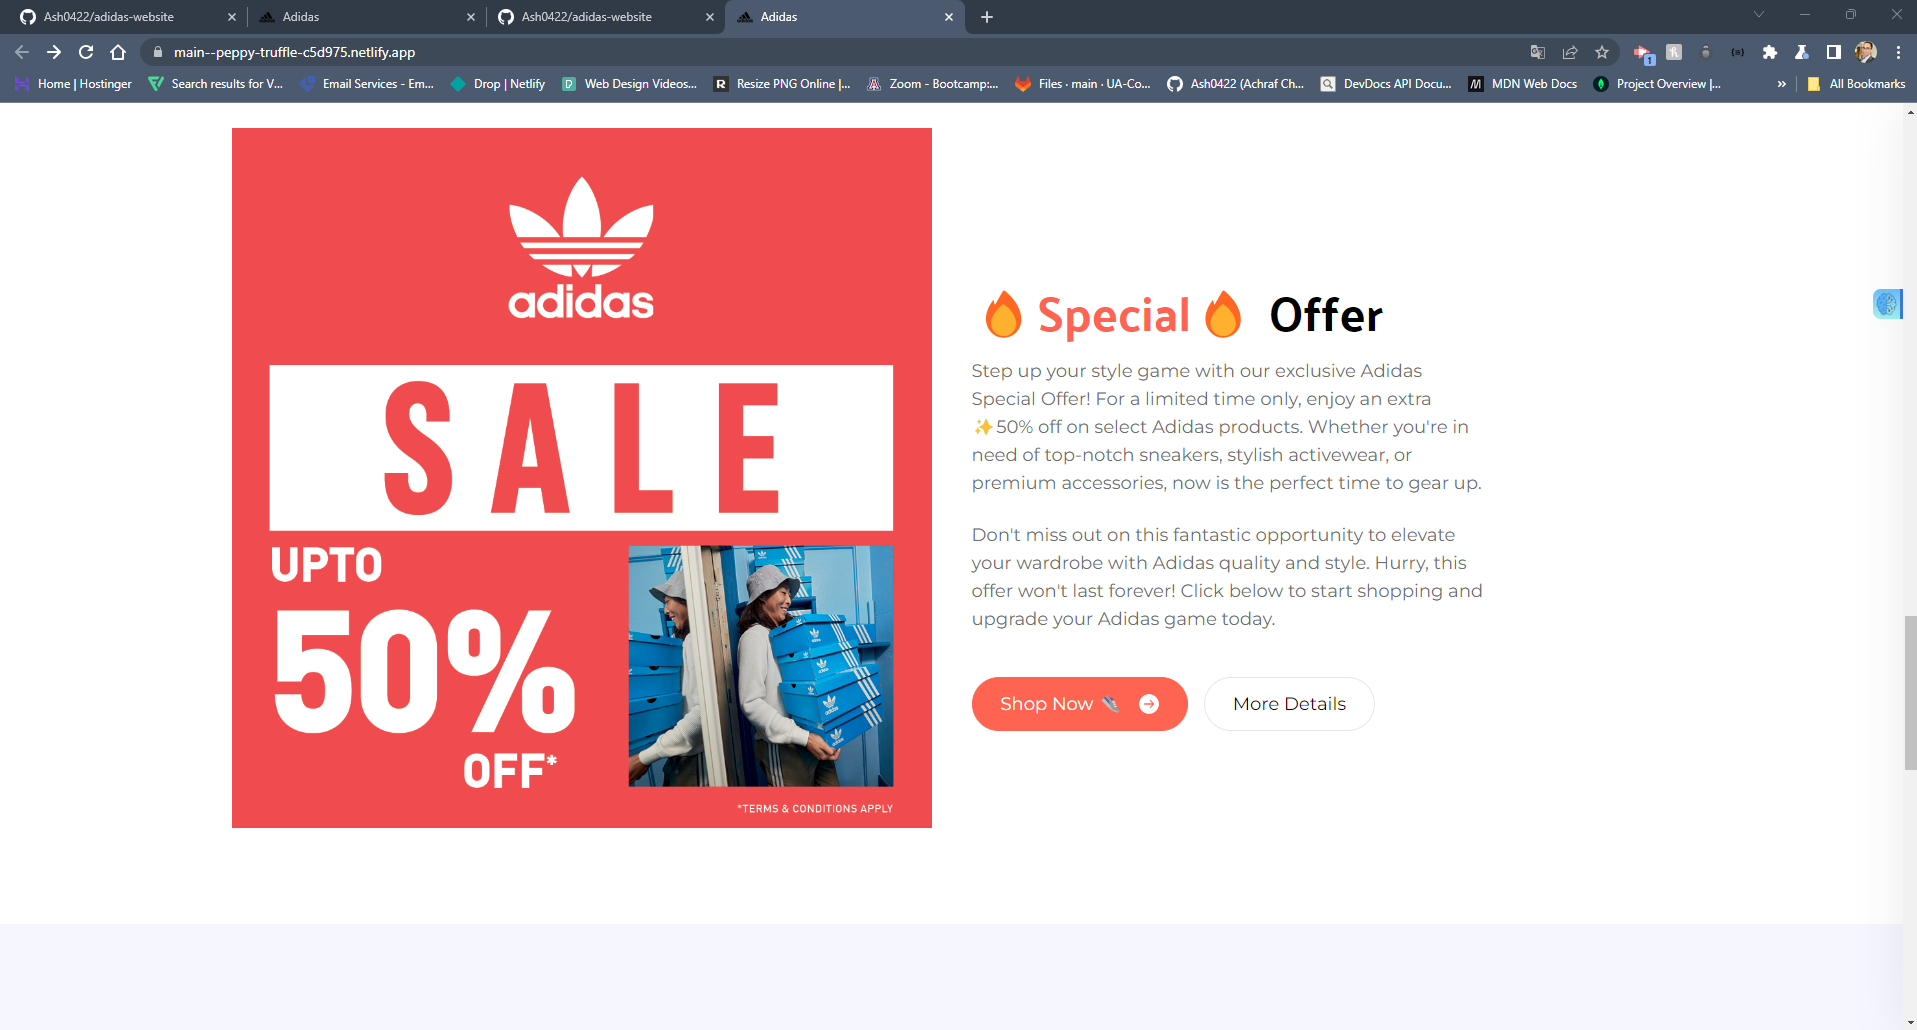 Ash0422/adidas-website
Adidas
Ash0422/adidas-website
Adidas
main--peppy-truffle-c5d975.netlify.app
1
Home | Hostinger
Search results for V...
Email Services - Em...
Drop | Netlify
Web Design Videos...
Resize PNG Online |...
Zoom - Bootcamp:...
Files · main · UA-Co...
Ash0422 (Achraf Ch...
DevDocs API Docu...
MDN Web Docs
Project Overview |...
»
All Bookmarks
adidas
SALE
UPTO
50%
OFF*
*TERMS & CONDITIONS APPLY
🔥Special🔥 Offer
Step up your style game with our exclusive Adidas
Special Offer! For a limited time only, enjoy an extra
✨50% off on select Adidas products. Whether you're in
need of top-notch sneakers, stylish activewear, or
premium accessories, now is the perfect time to gear up.
Don't miss out on this fantastic opportunity to elevate
your wardrobe with Adidas quality and style. Hurry, this
offer won't last forever! Click below to start shopping and
upgrade your Adidas game today.
Shop Now
More Details